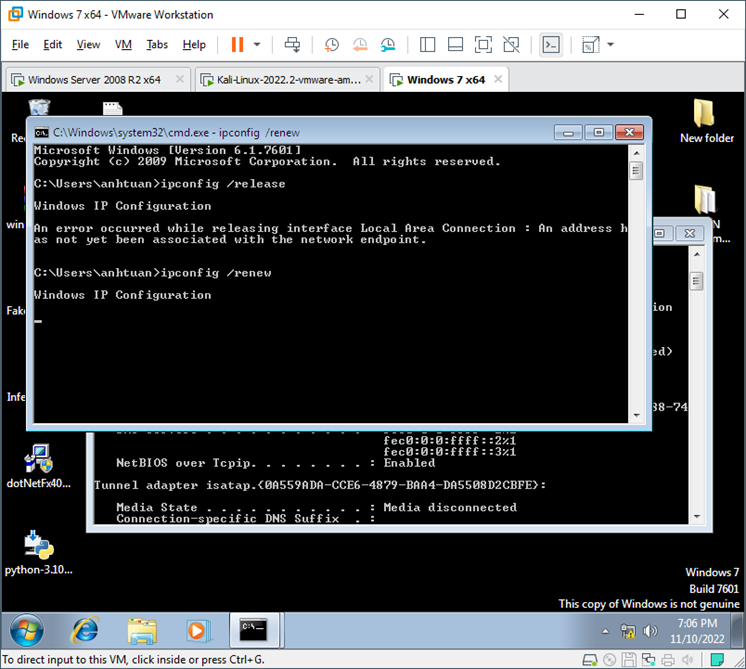 Windows 7 x64 - VMware Workstation
File Edit View VM Tabs Help
Windows Server 2008 R2 x64
Kali-Linux-2022.2-vmware-am...
Windows 7 x64
C:\Windows\system32\cmd.exe - ipconfig /renew
Microsoft Windows [Version 6.1.7601]
Copyright (c) 2009 Microsoft Corporation. All rights reserved.
C:\Users\anhtuan>ipconfig /release
Windows IP Configuration
An error occurred while releasing interface Local Area Connection : An address h
as not yet been associated with the network endpoint.
C:\Users\anhtuan>ipconfig /renew
Windows IP Configuration
Rec
New folder
win
N
m...
Fake
ion
ed)
Infe
38-74
fec0:0:0:ffff::2%1
fec0:0:0:ffff::3%1
NetBIOS over Tcpip. . . . . . . . : Enabled
Tunnel adapter isatap.{0A559ADA-CCE6-4879-BAA4-DA5508D2CBFE}:
Media State . . . . . . . . . . . : Media disconnected
Connection-specific DNS Suffix . :
dotNetFx40...
python-3.10...
Windows 7
Build 7601
This copy of Windows is not genuine
7:06 PM
11/10/2022
To direct input to this VM, click inside or press Ctrl+G.